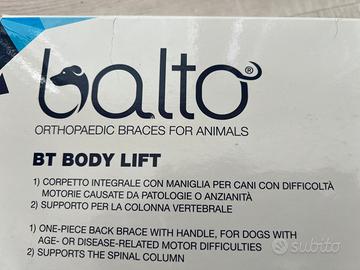 balto®
ORTHOPAEDIC BRACES FOR ANIMALS
BT BODY LIFT
1) CORPETTO INTEGRALE CON MANIGLIA PER CANI CON DIFFICOLTÀ
MOTORIE CAUSATE DA PATOLOGIE O ANZIANITÀ
2) SUPPORTO PER LA COLONNA VERTEBRALE
1) ONE-PIECE BACK BRACE WITH HANDLE, FOR DOGS WITH
AGE- OR DISEASE-RELATED MOTOR DIFFICULTIES
2) SUPPORTS THE SPINAL COLUMN
subito